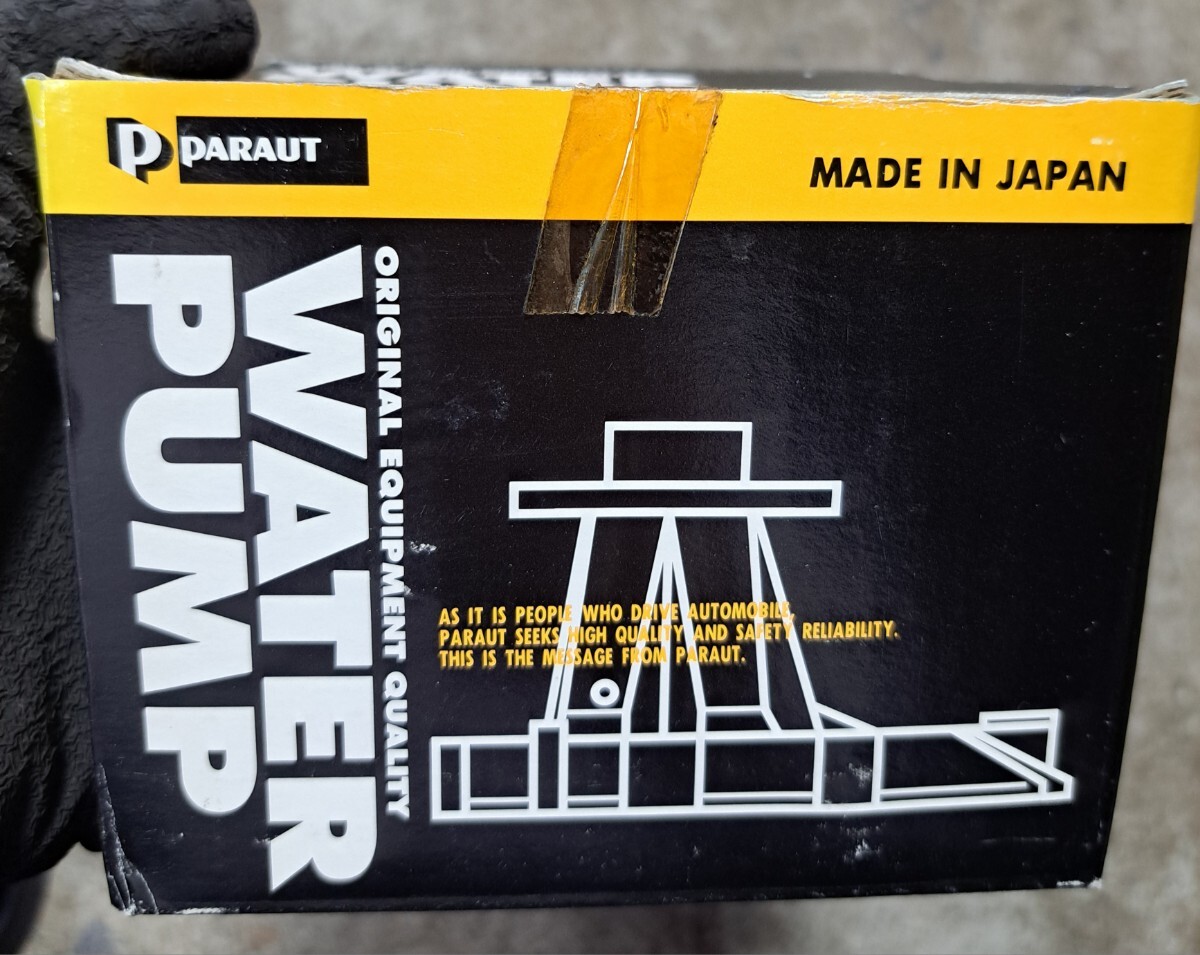 P PARAUT
MADE IN JAPAN
ORIGINAL EQUIPMENT QUALITY
WATER
PUMP
AS IT IS PEOPLE WHO DRIVE AUTOMOBILE,
PARAUT SEEKS HIGH QUALITY AND SAFETY RELIABILITY.
THIS IS THE MESSAGE FROM PARAUT.